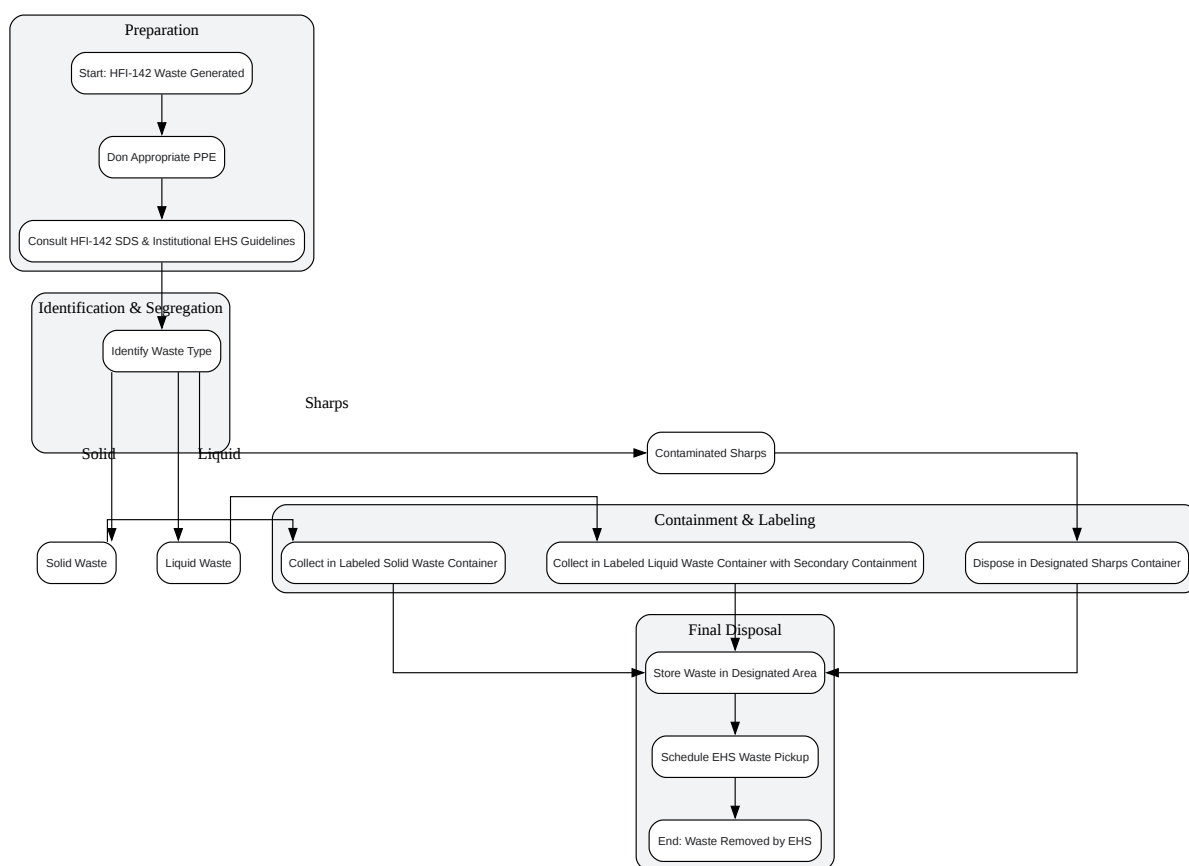 Preparation
Start: HFI-142 Waste Generated
Don Appropriate PPE
Consult HFI-142 SDS & Institutional EHS Guidelines
Identification & Segregation
Identify Waste Type
Sharps
Solid
Liquid
Contaminated Sharps
Containment & Labeling
Solid Waste
Liquid Waste
Collect in Labeled Solid Waste Container
Collect in Labeled Liquid Waste Container with Secondary Containment
Dispose in Designated Sharps Container
Final Disposal
Store Waste in Designated Area
Schedule EHS Waste Pickup
End: Waste Removed by EHS